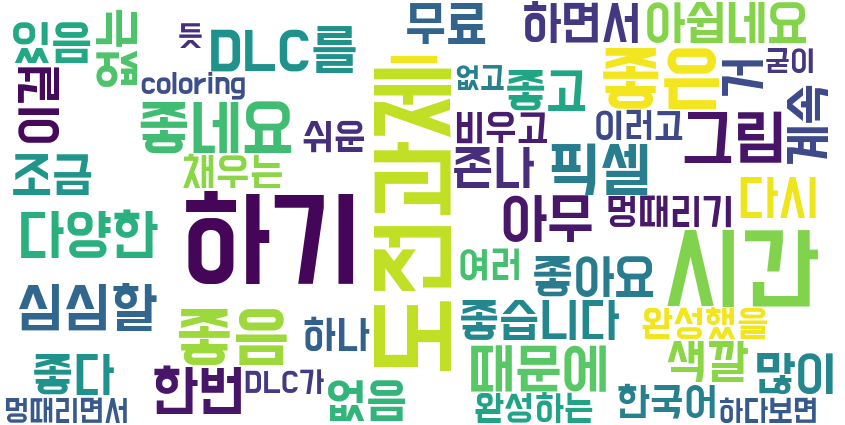 있음
눅
듯
DLC를
무료
하면서
아쉽네요
이걸
coloring
좋네요
쉬운
채우는
조금
도전과제
없고
좋고
좋은
거
굳이
비우고
이러고
그림
계속
존나
픽셀
하기
다양한
아무
멍때리기
다시
심심할
여러
좋아요
시간
좋음
하나
좋습니다
완성했을
좋다
한번
DLC가
없음
때문에
색깔
많이
멍때리면서
완성하는
한국어
하다보면